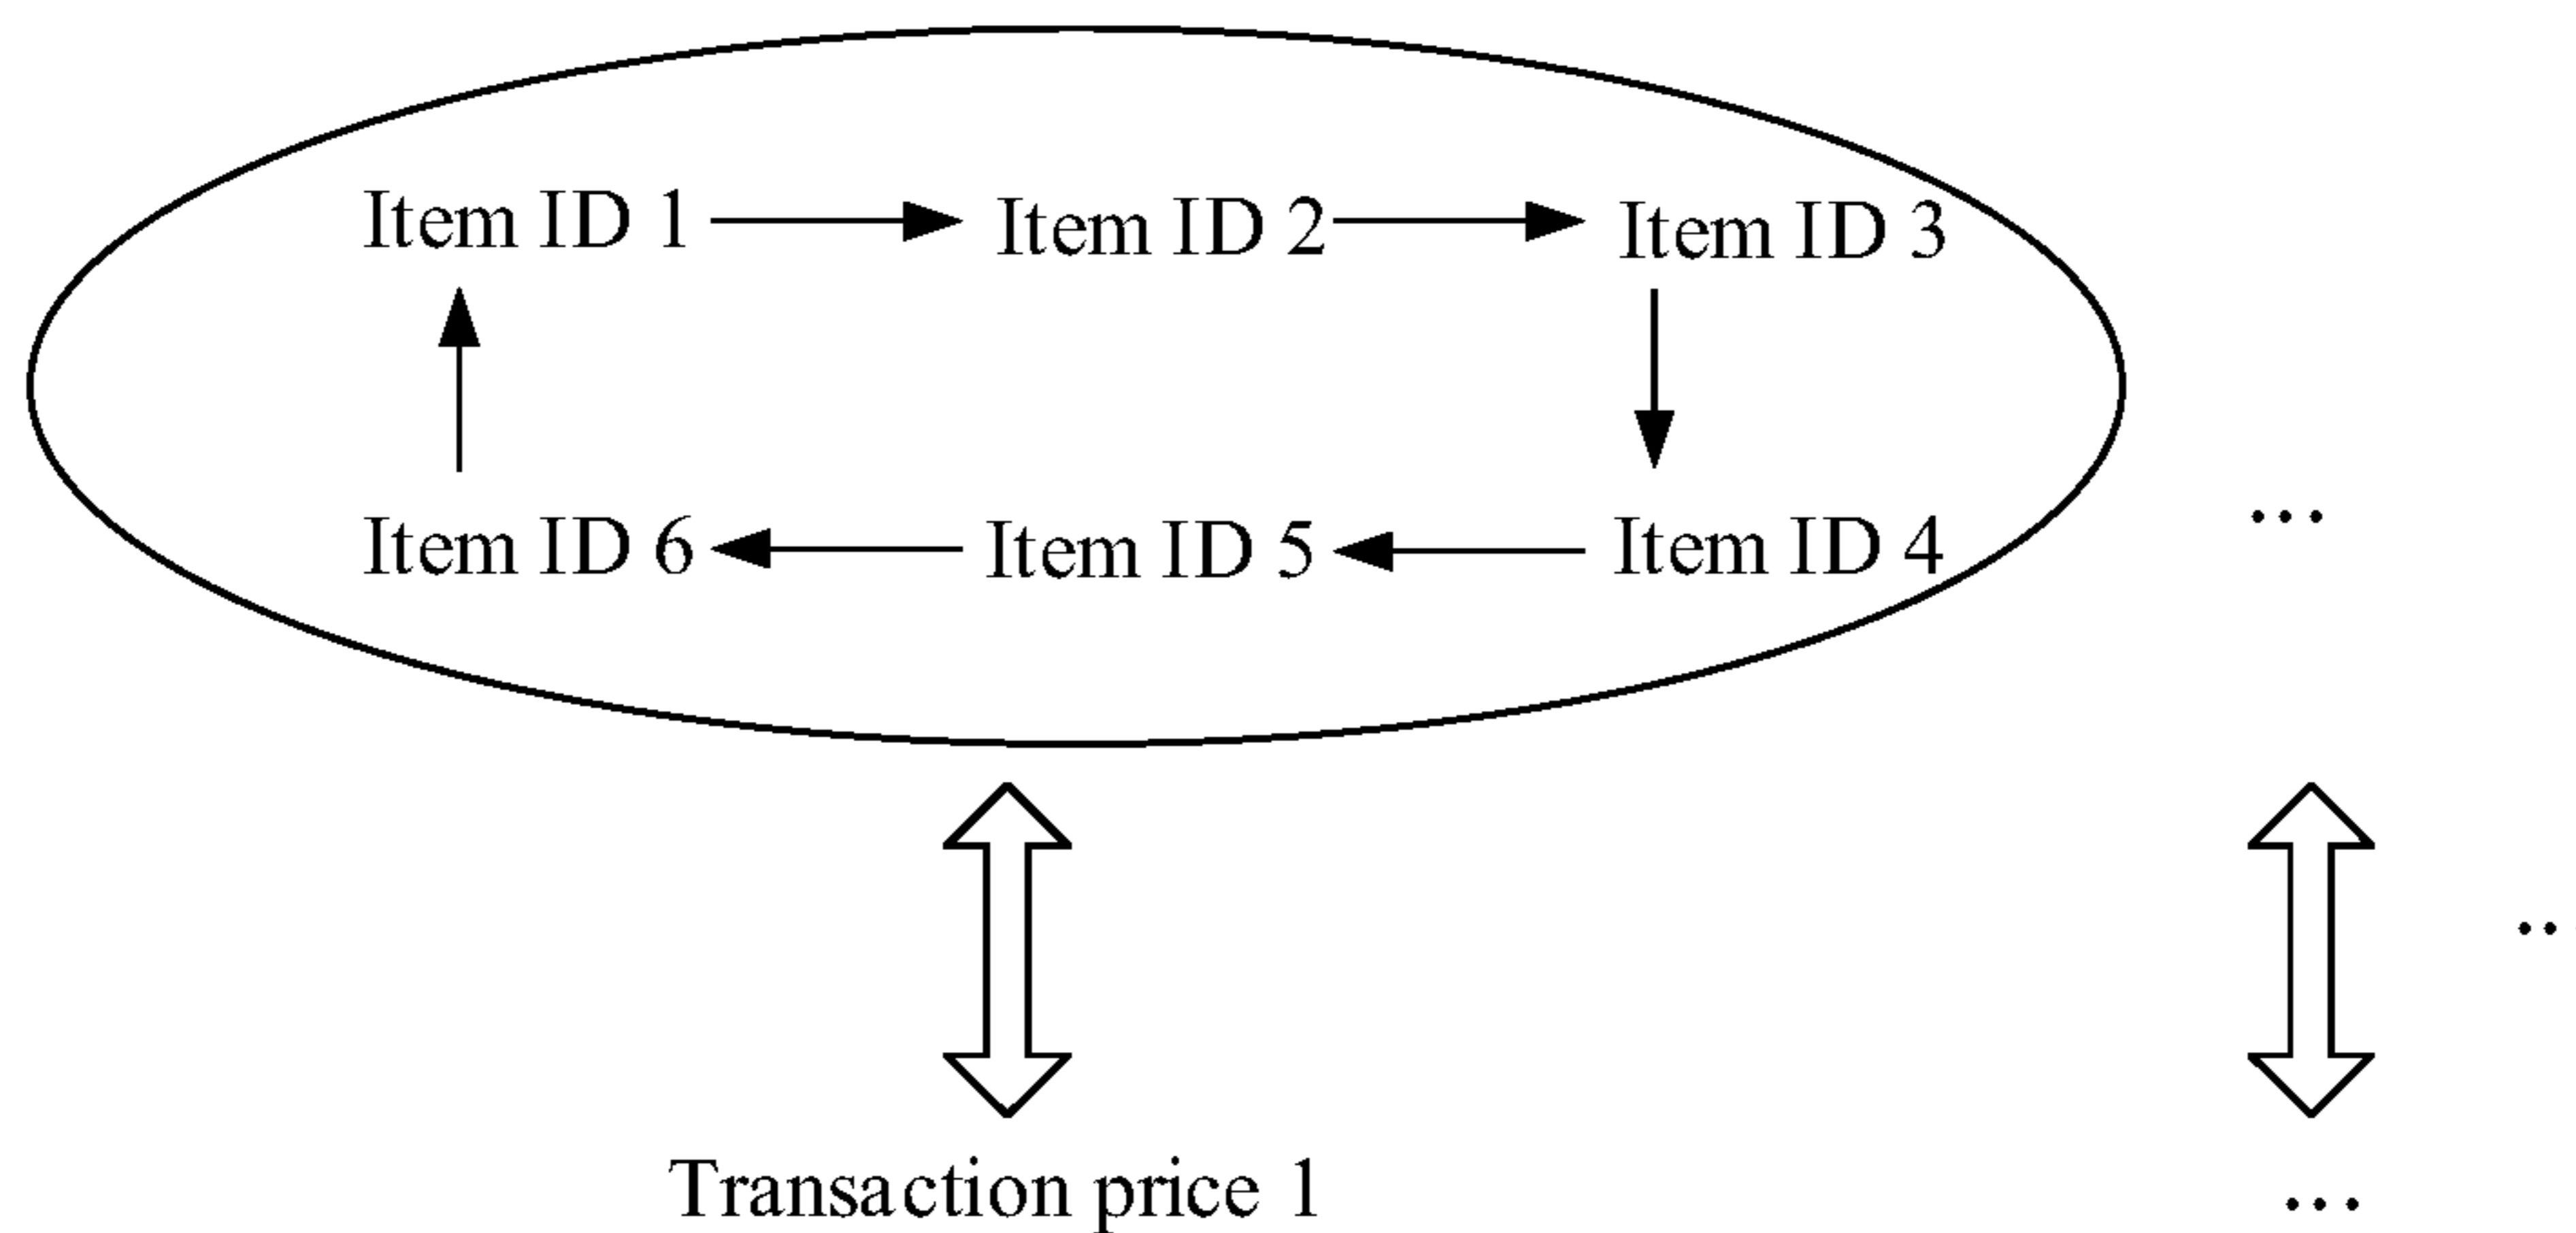 Item ID 1 Item ID 2 Item ID 3
Item ID 6 Item ID 5 Item ID 4
...
...
Transaction price 1 ...